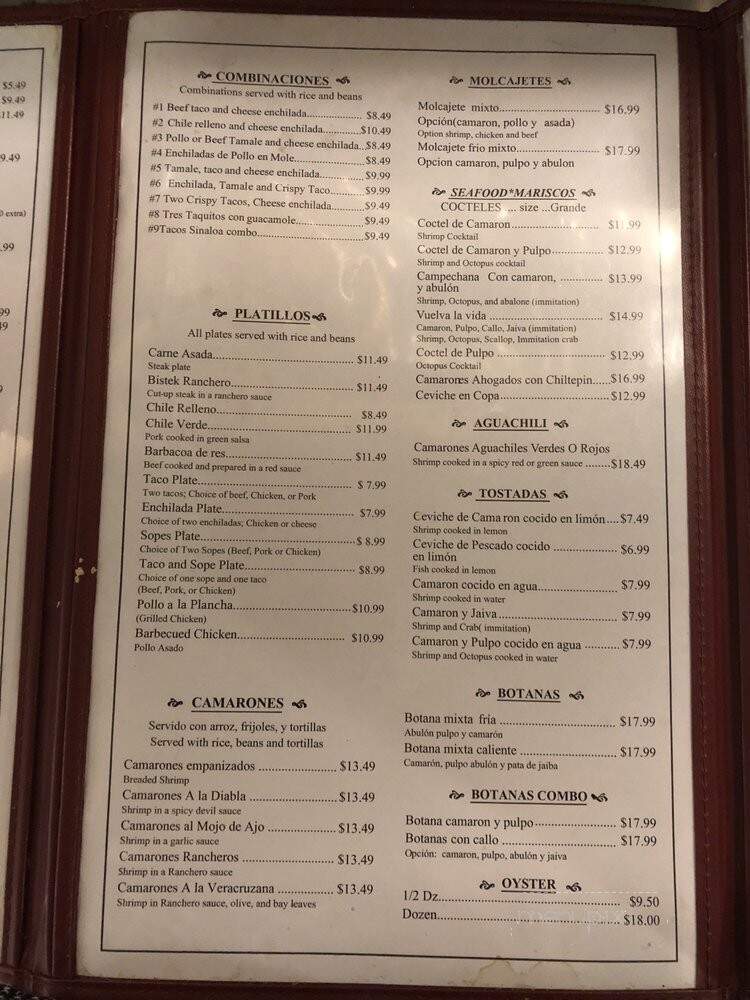 $5.49
$9.49
11.49
9.49
0 extra)
.99
99
49
COMBINACIONES
Combinations served with rice and beans
#1 Beef taco and cheese enchilada.................. $8.49
#2 Chile relleno and cheese enchilada............$10.49
#3 Pollo or Beef Tamale and cheese enchilada..$8.49
#4 Enchiladas de Pollo en Mole......................$8.49
#5 Tamale, taco and cheese enchilada..............$9.99
#6 Enchilada, Tamale and Crispy Taco..........$9.99
#7 Two Crispy Tacos, Cheese enchilada..........$9.49
#8 Tres Taquitos con guacamole.....................$9.49
#9Tacos Sinaloa combo.................................$9.49
PLATILLOS
All plates served with rice and beans
Carne Asada.......................................... $11.49
Steak plate
Bistek Ranchero..................................... $11.49
Cut-up steak in a ranchero sauce
Chile Relleno......................................... $8.49
Chile Verde............................................ $11.99
Pork cooked in green salsa
Barbacoa de res...................................... $11.49
Beef cooked and prepared in a red sauce
Taco Plate.............................................. $ 7.99
Two tacos; Choice of beef, Chicken, or Pork
Enchilada Plate...................................... $7.99
Choice of two enchiladas; Chicken or cheese
Sopes Plate.............................................$ 8.99
Choice of Two Sopes (Beef, Pork or Chicken)
Taco and Sope Plate................................ $8.99
Choice of one sope and one taco
(Beef, Pork, or Chicken)
Pollo a la Plancha...................................$10.99
(Grilled Chicken)
Barbecued Chicken................................. $10.99
Pollo Asado
CAMARONES
Servido con arroz, frijoles, y tortillas
Served with rice, beans and tortillas
Camarones empanizados ........................ $13.49
Breaded Shrimp
Camarones A la Diabla ...........................$13.49
Shrimp in a spicy devil sauce
Camarones al Mojo de Ajo ......................$13.49
Shrimp in a garlic sauce
Camarones Rancheros ............................ $13.49
Shrimp in a Ranchero sauce
Camarones A la Veracruzana ................. $13.49
Shrimp in Ranchero sauce, olive, and bay leaves
MOLCAJETES
Molcajete mixto............................... $16.99
Opción(camaron, pollo y asada)
Option shrimp, chicken and beef
Molcajete frio mixto........................... $17.99
Opcion camaron, pulpo y abulon
SEAFOOD*MARISCOS
COCTELES ... size ...Grande
Coctel de Camaron............................ $11.99
Shrimp Cocktail
Coctel de Camaron y Pulpo................ $12.99
Shrimp and Octopus cocktail
Campechana Con camaron, ............. $13.99
y abulón
Shrimp, Octopus, and abalone (immitation)
Vuelva la vida ................................... $14.99
Camaron, Pulpo, Callo, Jaiva (immitation)
Shrimp, Octopus, Scallop, Immitation crab
Coctel de Pulpo ................................. $12.99
Octopus Cocktail
Camarones Ahogados con Chiltepin......$16.99
Ceviche en Copa.................................$12.99
AGUACHILI
Camarones Aguachiles Verdes O Rojos
Shrimp cooked in a spicy red or green sauce ........$18.49
TOSTADAS
Ceviche de Camaron cocido en limón....$7.49
Shrimp cooked in lemon
Ceviche de Pescado cocido ................... $6.99
en limón
Fish cooked in lemon
Camaron cocido en agua........................ $7.99
Shrimp cooked in water
Camaron y Jaiva.................................... $7.99
Shrimp and Crab( immitation)
Camaron y Pulpo cocido en agua .......... $7.99
Shrimp and Octopus cooked in water
BOTANAS
Botana mixta fría .................................. $17.99
Abulón pulpo y camarón
Botana mixta caliente ............................ $17.99
Camarón, pulpo abulón y pata de jaiba
BOTANAS COMBO
Botana camaron y pulpo........................ $17.99
Botanas con callo .................................. $17.99
Opción: camaron, pulpo, abulón y jaiva
OYSTER
1/2 Dz.................................................... $9.50
Dozen..................................................... $18.00